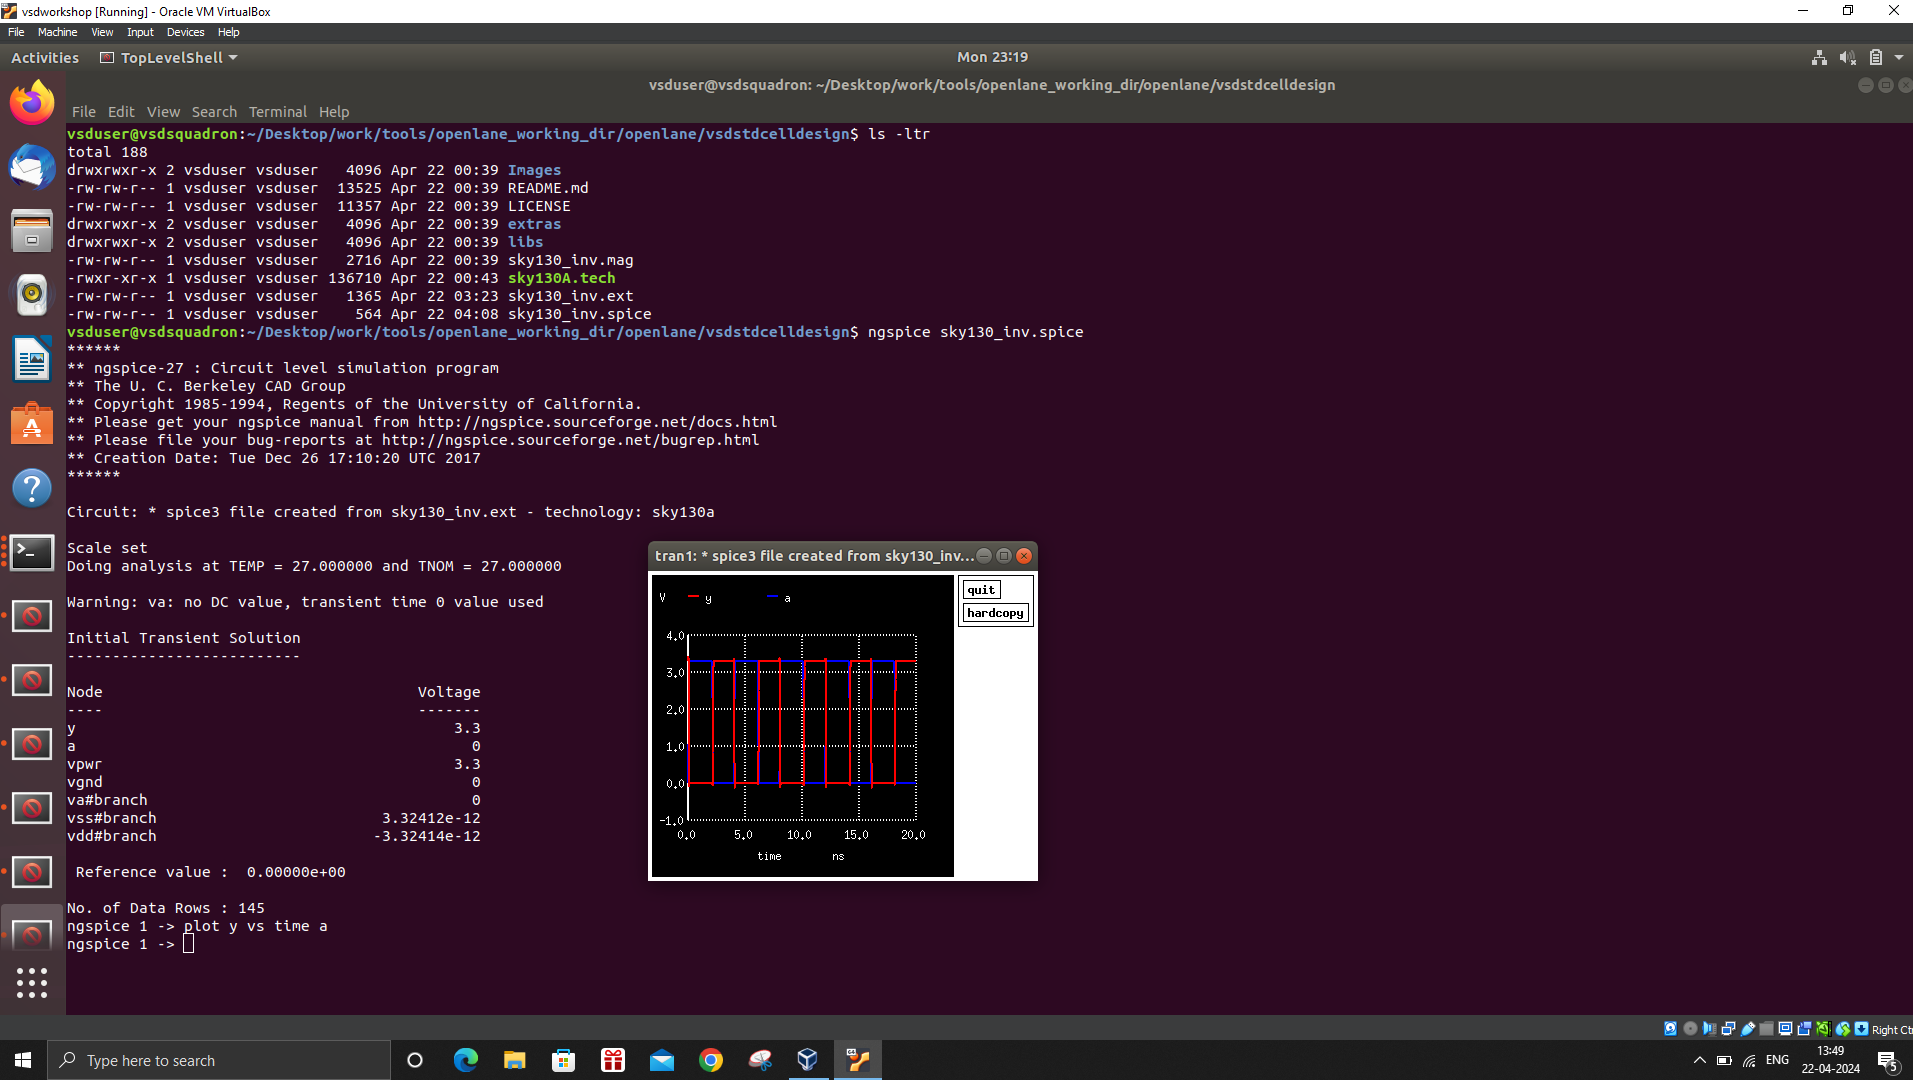 vsdworkshop [Running] - Oracle VM VirtualBox
File Machine View Input Devices Help
Activities TopLevelShell Mon 23:19
vsduser@vsdsquadron: ~/Desktop/work/tools/openlane_working_dir/openlane/vsdstdcelldesign
File Edit View Search Terminal Help
vsduser@vsdsquadron:~/Desktop/work/tools/openlane_working_dir/openlane/vsdstdcelldesign$ ls -ltr
total 188
drwxrwxr-x 2 vsduser vsduser 4096 Apr 22 00:39 Images
-rw-rw-r-- 1 vsduser vsduser 13525 Apr 22 00:39 README.md
-rw-rw-r-- 1 vsduser vsduser 11357 Apr 22 00:39 LICENSE
drwxrwxr-x 2 vsduser vsduser 4096 Apr 22 00:39 extras
drwxrwxr-x 2 vsduser vsduser 4096 Apr 22 00:39 libs
-rw-rw-r-- 1 vsduser vsduser 2716 Apr 22 00:39 sky130_inv.mag
-rwxr-xr-x 1 vsduser vsduser 136710 Apr 22 00:43 sky130A.tech
-rw-rw-r-- 1 vsduser vsduser 1365 Apr 22 03:23 sky130_inv.ext
-rw-rw-r-- 1 vsduser vsduser 564 Apr 22 04:08 sky130_inv.spice
vsduser@vsdsquadron:~/Desktop/work/tools/openlane_working_dir/openlane/vsdstdcelldesign$ ngspice sky130_inv.spice
******
** ngspice-27 : Circuit level simulation program
** The U. C. Berkeley CAD Group
** Copyright 1985-1994, Regents of the University of California.
** Please get your ngspice manual from http://ngspice.sourceforge.net/docs.html
** Please file your bug-reports at http://ngspice.sourceforge.net/bugrep.html
** Creation Date: Tue Dec 26 17:10:20 UTC 2017
******
Circuit: * spice3 file created from sky130_inv.ext - technology: sky130a
Scale set
Doing analysis at TEMP = 27.000000 and TNOM = 27.000000
Warning: va: no DC value, transient time 0 value used
Initial Transient Solution
--------------------------
Node Voltage
---- -------
y 3.3
a 0
vpwr 3.3
vgnd 0
va#branch 0
vss#branch 3.32412e-12
vdd#branch -3.32414e-12
Reference value : 0.00000e+00
No. of Data Rows : 145
ngspice 1 -> plot y vs time a
ngspice 1 ->
tran1: * spice3 file created from sky130_inv...
quit
hardcopy
V y a
4.0
3.0
2.0
1.0
0.0
-1.0
0.0 5.0 10.0 15.0 20.0
time ns
Right Ctr
Type here to search
ENG
13:49
22-04-2024
5